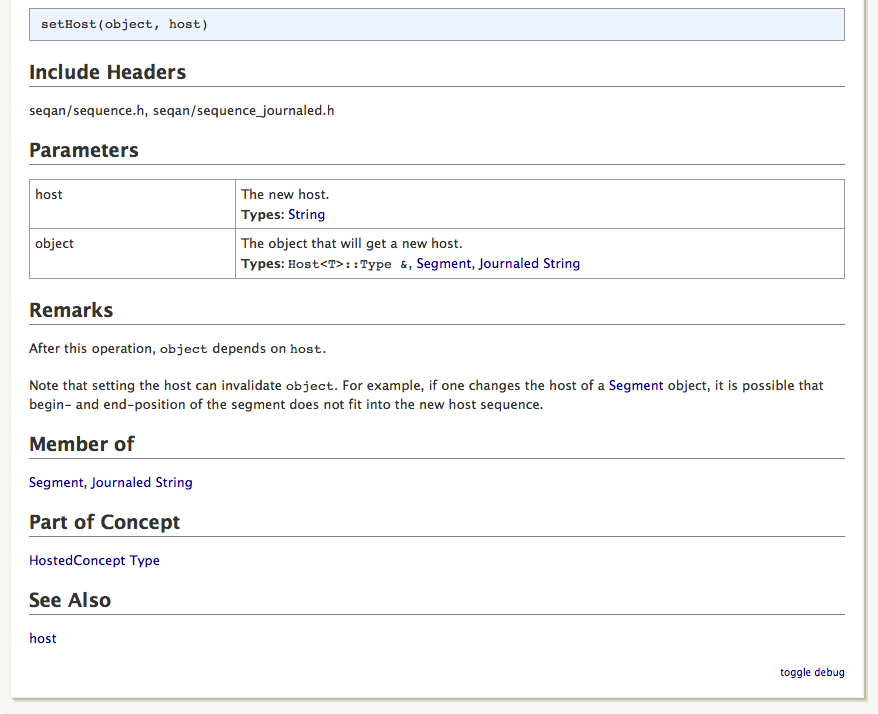 setHost(object, host)
Include Headers
seqan/sequence.h, seqan/sequence_journaled.h
Parameters
host
The new host.
Types: String
object
The object that will get a new host.
Types: Host<T>::Type &, Segment, Journaled String
Remarks
After this operation, object depends on host.
Note that setting the host can invalidate object. For example, if one changes the host of a Segment object, it is possible that
begin- and end-position of the segment does not fit into the new host sequence.
Member of
Segment, Journaled String
Part of Concept
HostedConcept Type
See Also
host
toggle debug